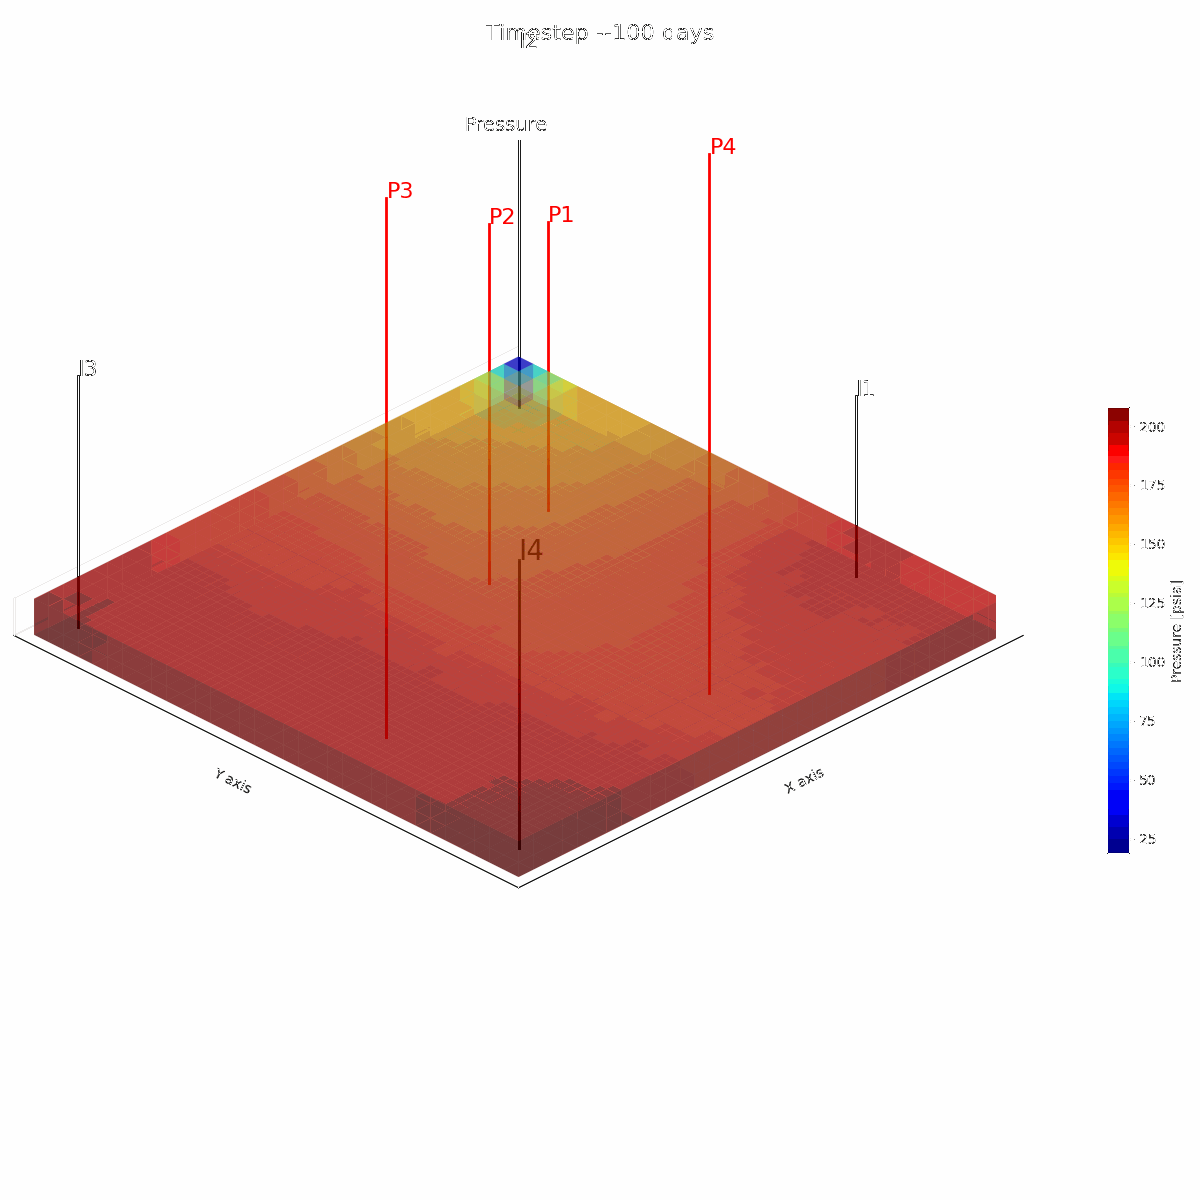 Timestep --100 days
I2
Pressure
P4
P3
P2
P1
I3
I1
I4
200
175
150
125
100
75
50
25
Pressure [psia]
Y axis
X axis